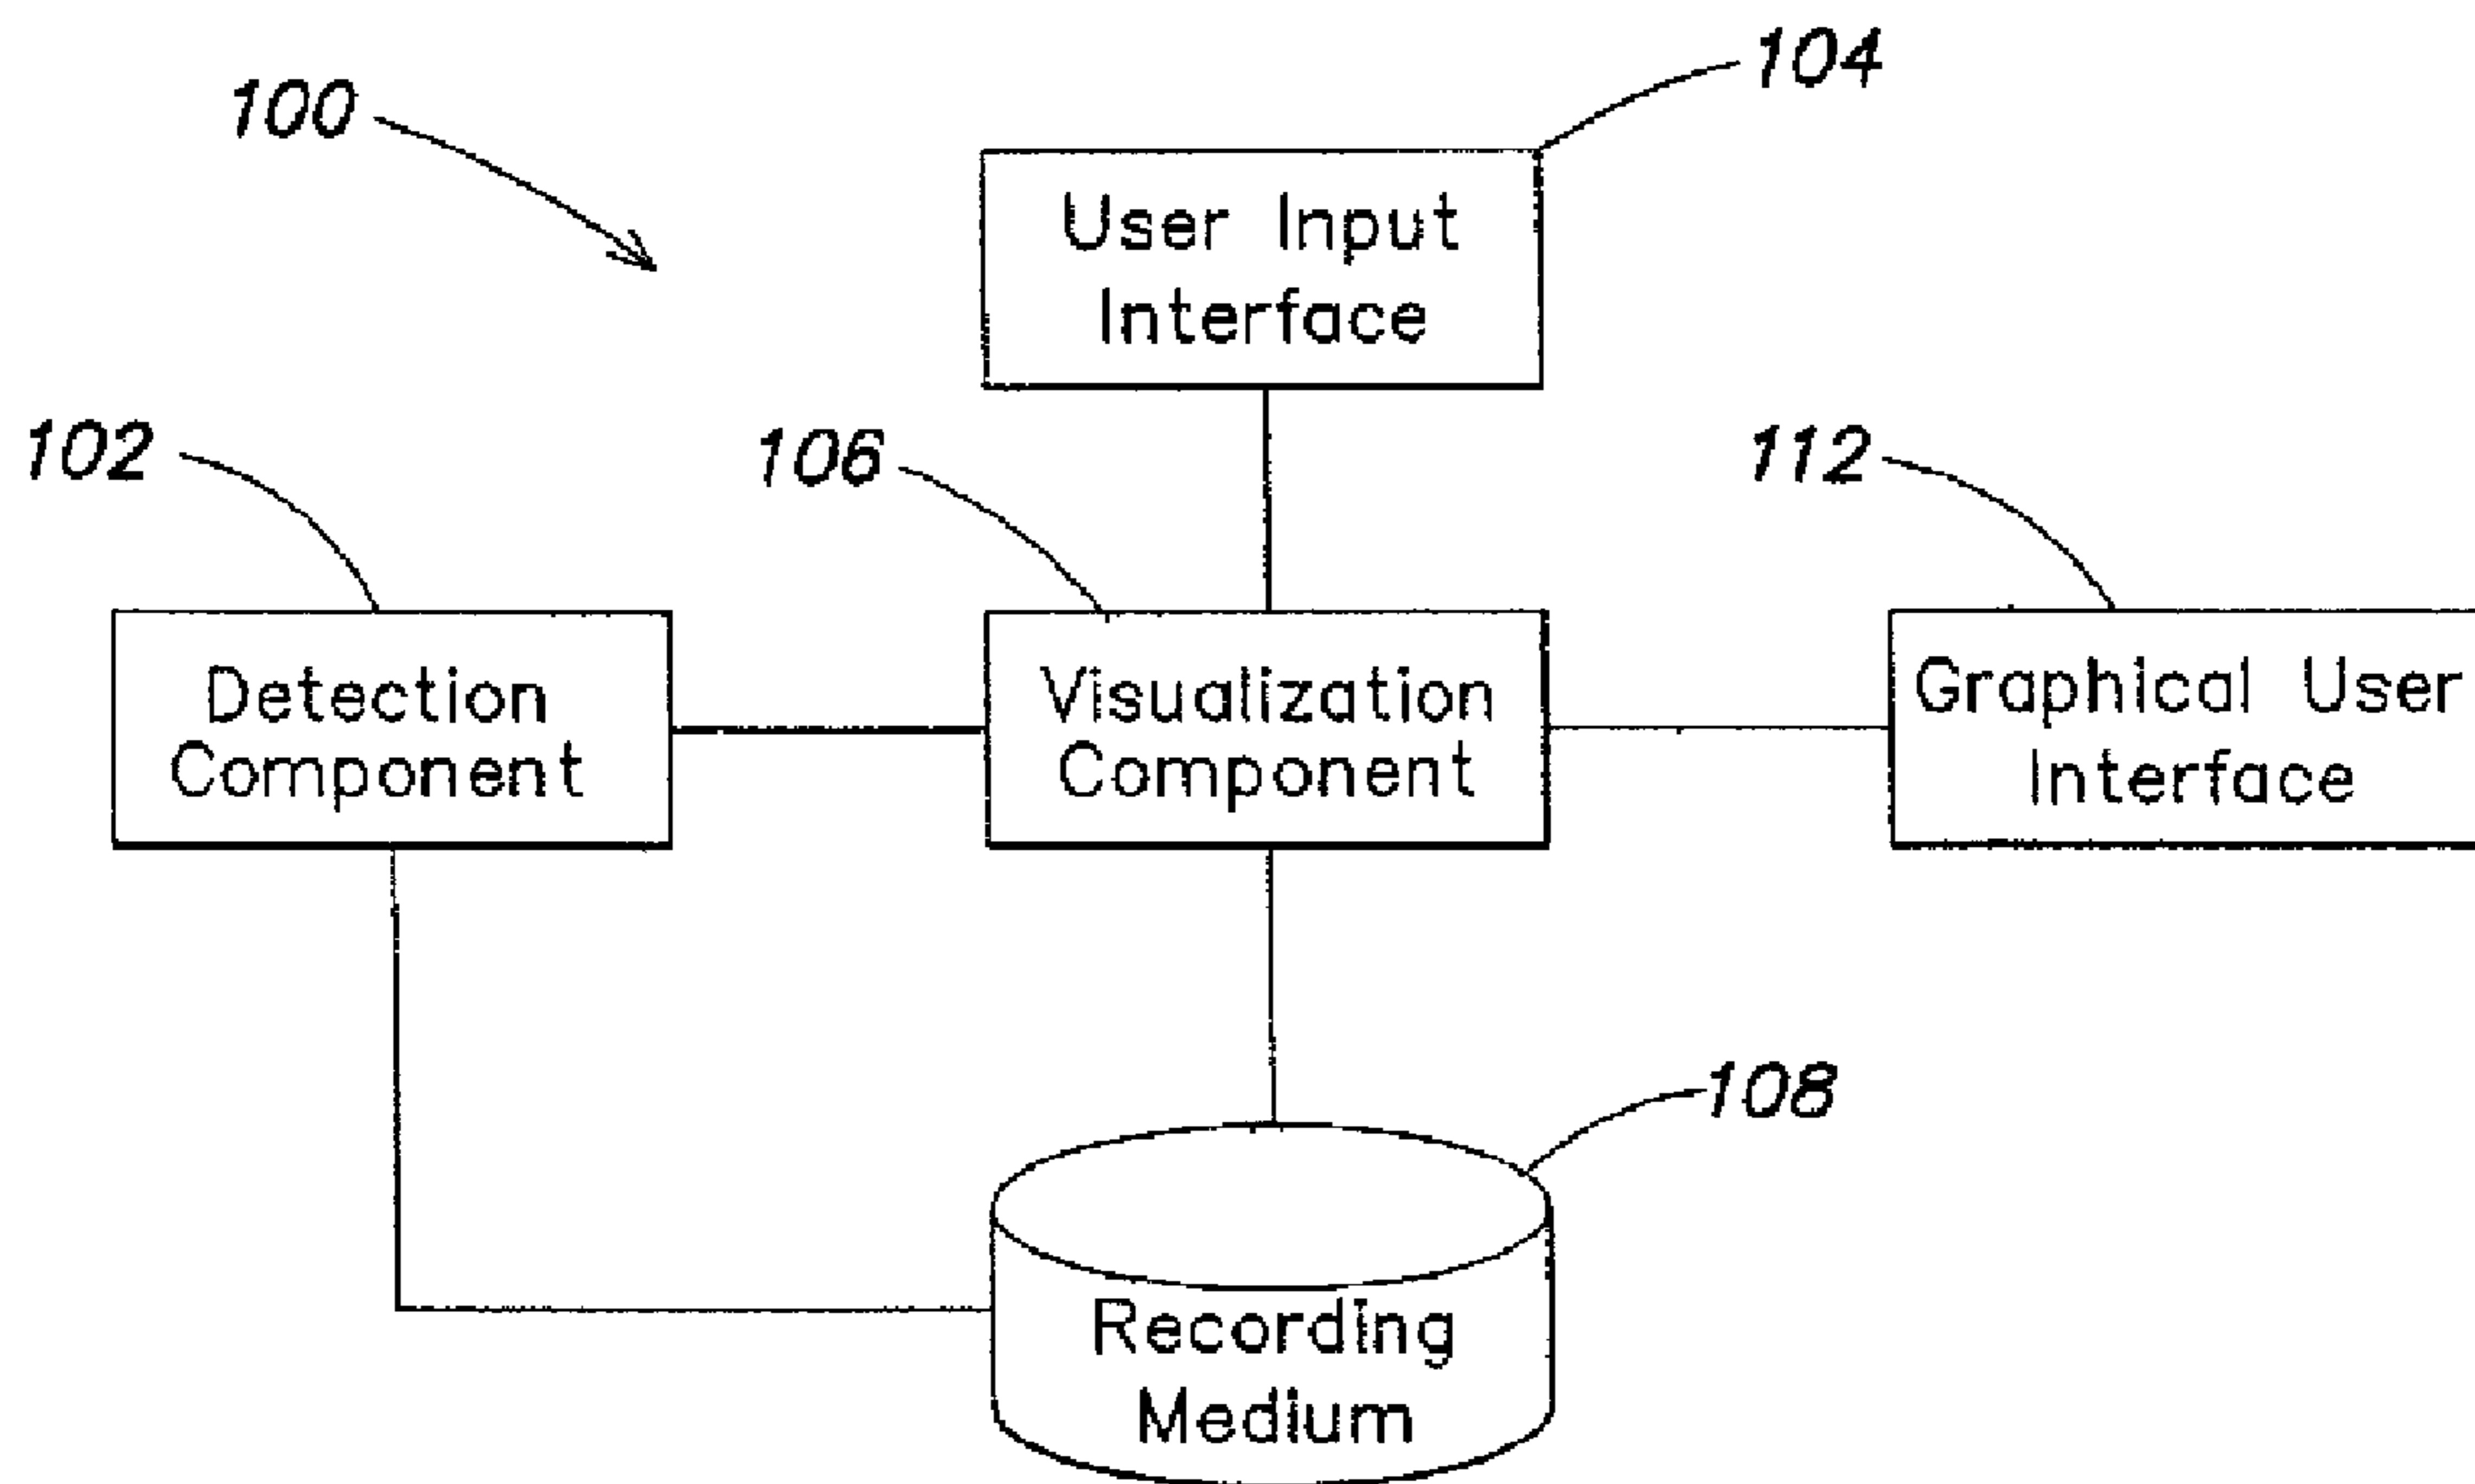 100
104
User Input
Interface
102
106
112
Detection
Component
Visualization
Component
Graphical User
Interface
108
Recording
Medium